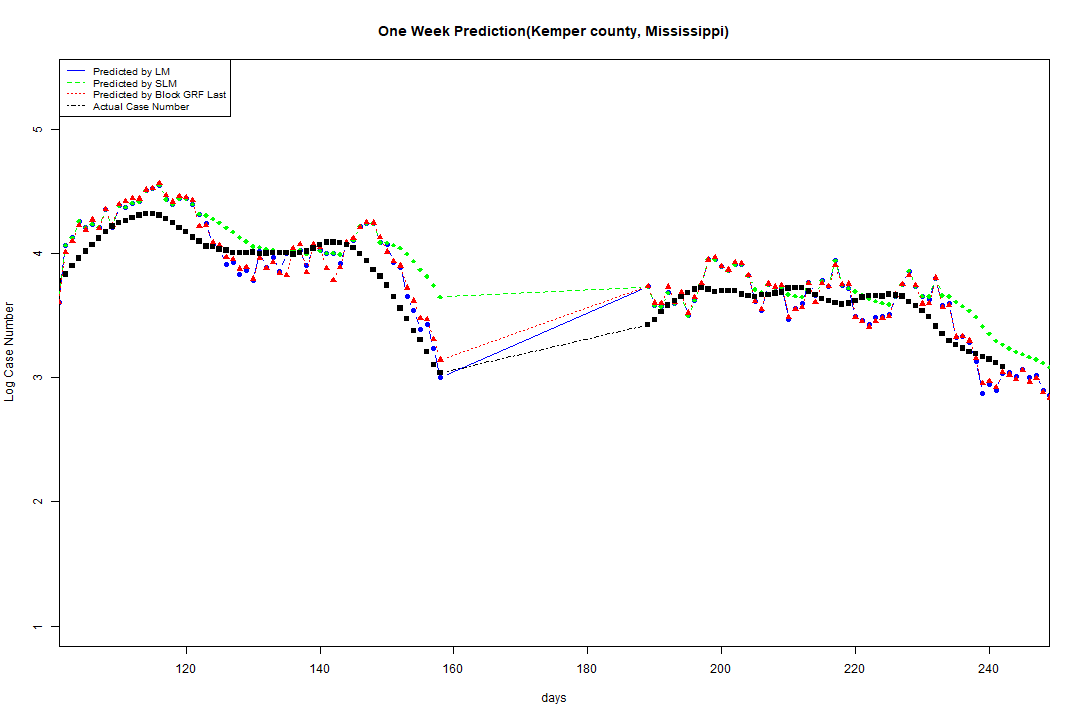 One Week Prediction(Kemper county, Mississippi)
Predicted by LM
Predicted by SLM
Predicted by Block GRF Last
Actual Case Number
5
4
3
2
1
Log Case Number
120 140 160 180 200 220 240
days